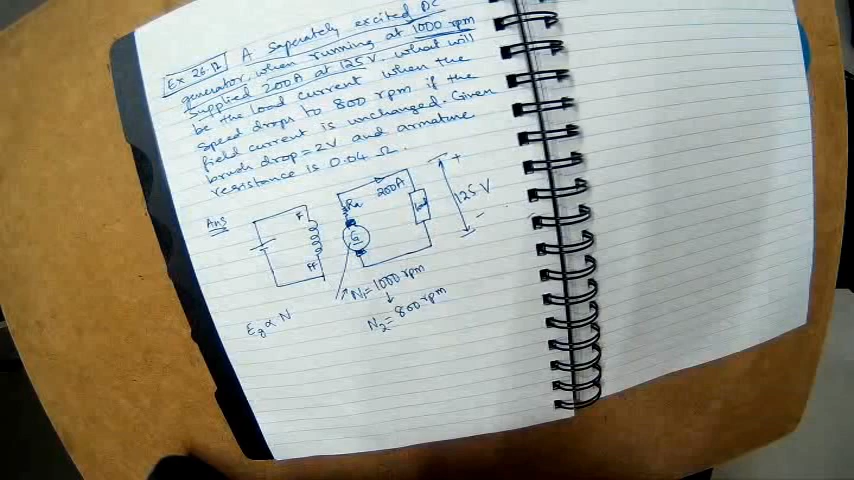 Ex 26.12 A saperately excited DC
generator, when running at 1000 rpm
supplied 200A at 125V. what will
be the load current when the
speed drops to 800 rpm if the
field current is unchanged. Given
brush drop = 2V and armature
resistance is 0.04 Ω.
Ans
F
FF
Ra
200A
G
load
+
125 V
-
N1 = 1000 rpm
↓
N2 = 800 rpm
Eg ∝ N